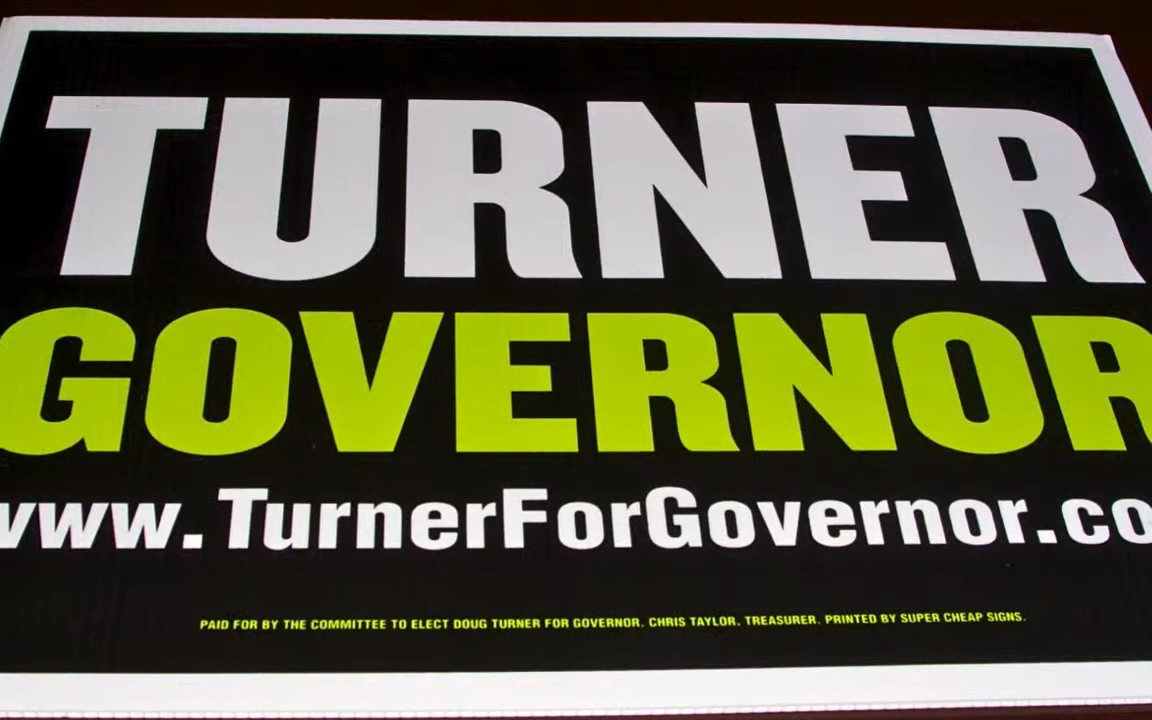 TURNER
GOVERNOR
www.TurnerForGovernor.co
PAID FOR BY THE COMMITTEE TO ELECT DOUG TURNER FOR GOVERNOR. CHRIS TAYLOR. TREASURER. PRINTED BY SUPER CHEAP SIGNS.